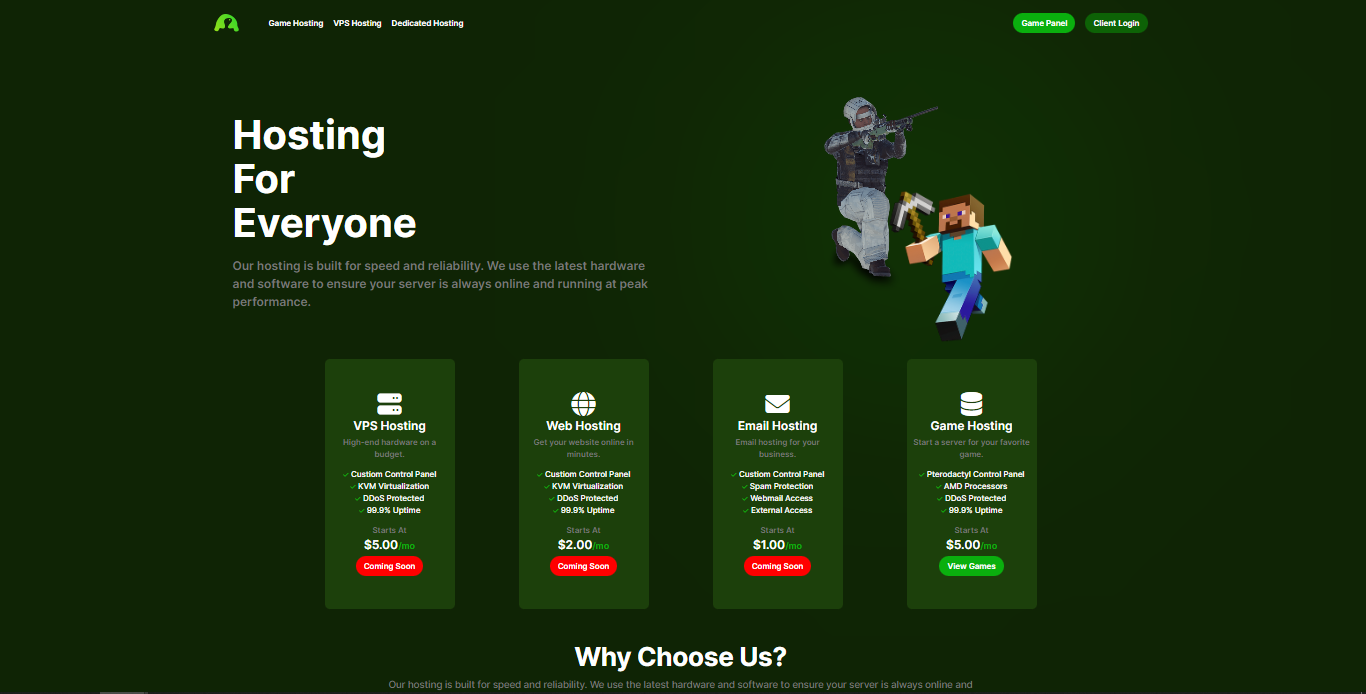 Game Hosting VPS Hosting Dedicated Hosting Game Panel Client Login
Hosting
For
Everyone
Our hosting is built for speed and reliability. We use the latest hardware
and software to ensure your server is always online and running at peak
performance.
VPS Hosting
High-end hardware on a
budget.
Custiom Control Panel
KVM Virtualization
DDoS Protected
99.9% Uptime
Starts At
$5.00/mo
Coming Soon
Web Hosting
Get your website online in
minutes.
Custiom Control Panel
KVM Virtualization
DDoS Protected
99.9% Uptime
Starts At
$2.00/mo
Coming Soon
Email Hosting
Email hosting for your
business.
Custiom Control Panel
Spam Protection
Webmail Access
External Access
Starts At
$1.00/mo
Coming Soon
Game Hosting
Start a server for your favorite
game.
Pterodactyl Control Panel
AMD Processors
DDoS Protected
99.9% Uptime
Starts At
$5.00/mo
View Games
Why Choose Us?
Our hosting is built for speed and reliability. We use the latest hardware and software to ensure your server is always online and